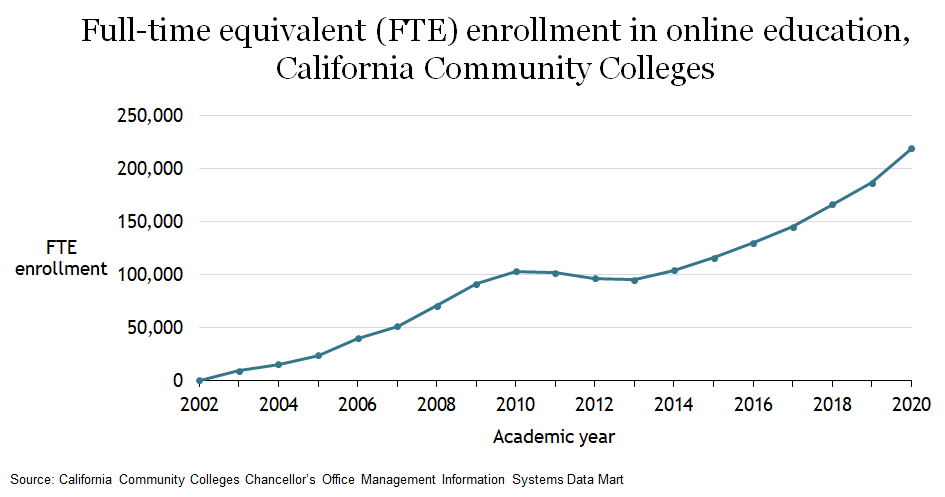 Full-time equivalent (FTE) enrollment in online education,
California Community Colleges
250,000
200,000
150,000
FTE
enrollment
100,000
50,000
0
2002 2004 2006 2008 2010 2012 2014 2016 2018 2020
Academic year
Source: California Community Colleges Chancellor’s Office Management Information Systems Data Mart